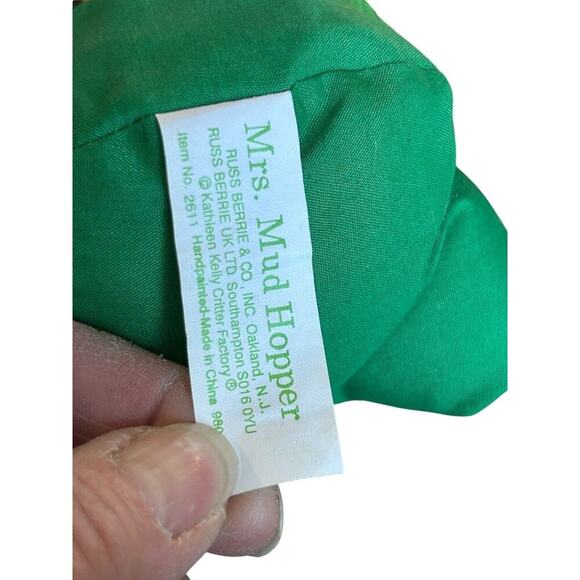 Mrs. Mud Hopper
RUSS BERRIE & CO., INC. Oakland, N.J.
RUSS BERRIE UK LTD. Southampton SO16 0YU
© Kathleen Kelly Critter Factory ®
Item No. 2611 Handpainted-Made in China